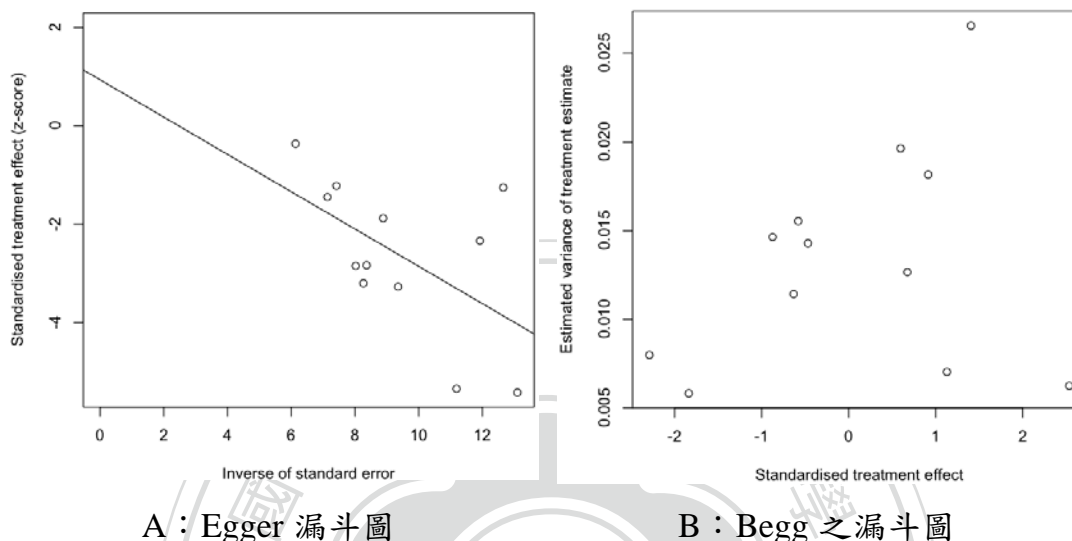 2
0
-2
-4
Standardised treatment effect (z-score)
0 2 4 6 8 10 12
Inverse of standard error
0.025
0.020
0.015
0.010
0.005
Estimated variance of treatment estimate
-2 -1 0 1 2
Standardised treatment effect
國 學
A：Egger 漏斗圖 B：Begg 之漏斗圖